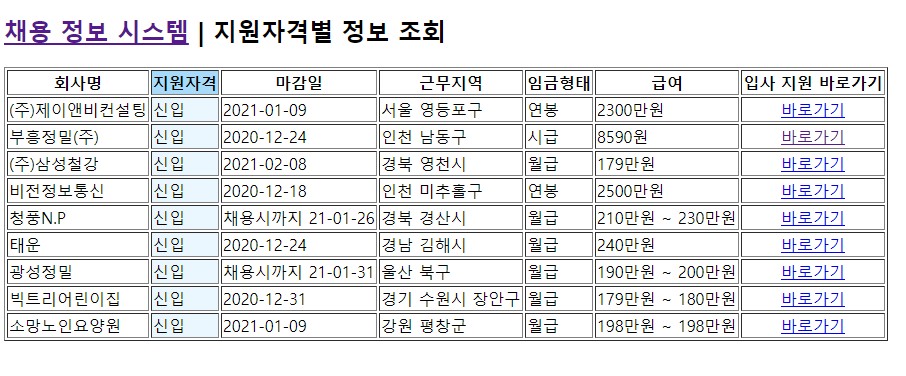 채용 정보 시스템 | 지원자격별 정보 조회
회사명 지원자격 마감일 근무지역 임금형태 급여 입사 지원 바로가기
(주)제이앤비컨설팅 신입 2021-01-09 서울 영등포구 연봉 2300만원 바로가기
부흥정밀(주) 신입 2020-12-24 인천 남동구 시급 8590원 바로가기
(주)삼성철강 신입 2021-02-08 경북 영천시 월급 179만원 바로가기
비전정보통신 신입 2020-12-18 인천 미추홀구 연봉 2500만원 바로가기
청풍N.P 신입 채용시까지 21-01-26 경북 경산시 월급 210만원 ~ 230만원 바로가기
태운 신입 2020-12-24 경남 김해시 월급 240만원 바로가기
광성정밀 신입 채용시까지 21-01-31 울산 북구 월급 190만원 ~ 200만원 바로가기
빅트리어린이집 신입 2020-12-31 경기 수원시 장안구 월급 179만원 ~ 180만원 바로가기
소망노인요양원 신입 2021-01-09 강원 평창군 월급 198만원 ~ 198만원 바로가기